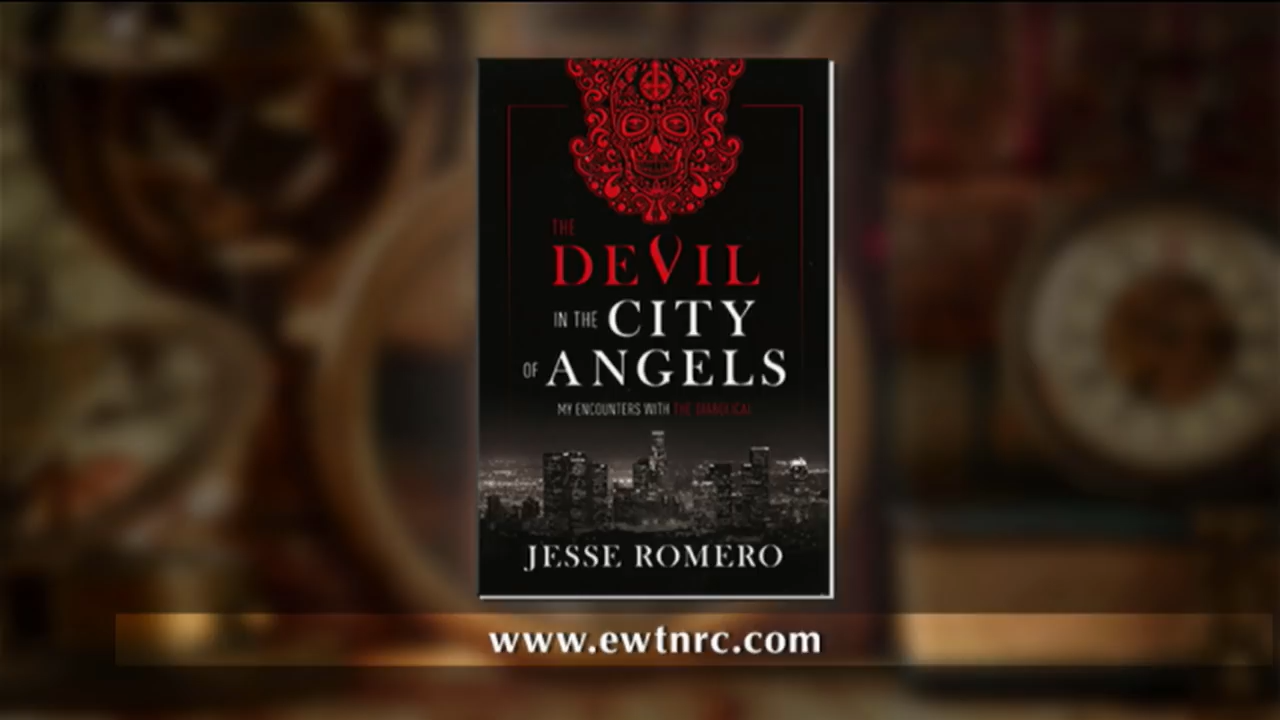 THE
DEVIL
IN THE CITY
OF ANGELS
MY ENCOUNTERS WITH THE DIABOLICAL
JESSE ROMERO
www.ewtnrc.com